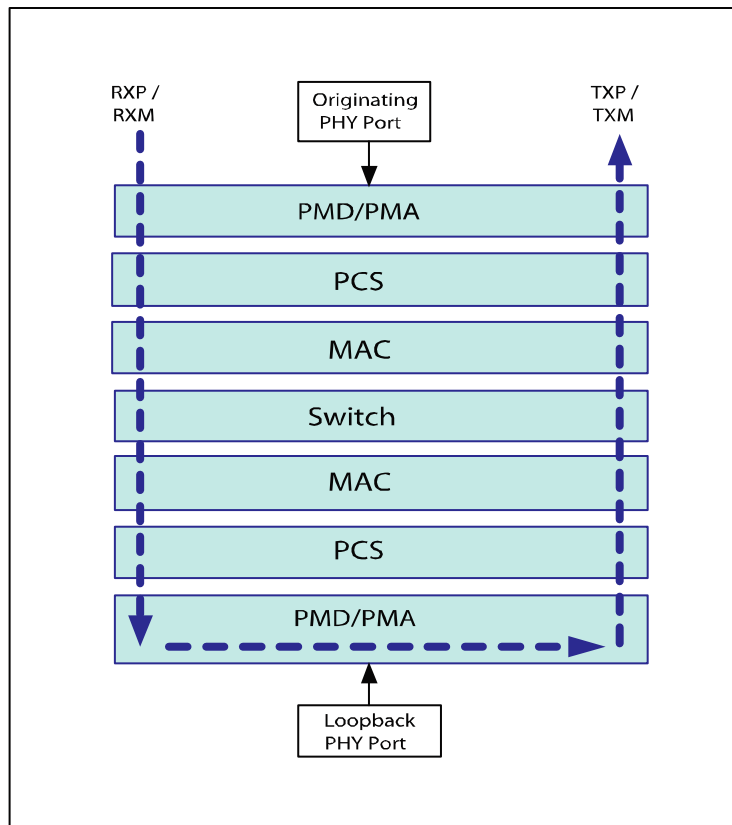 RXP /
RXM
Originating
PHY Port
TXP /
TXM
PMD/PMA
PCS
MAC
Switch
MAC
PCS
PMD/PMA
Loopback
PHY Port